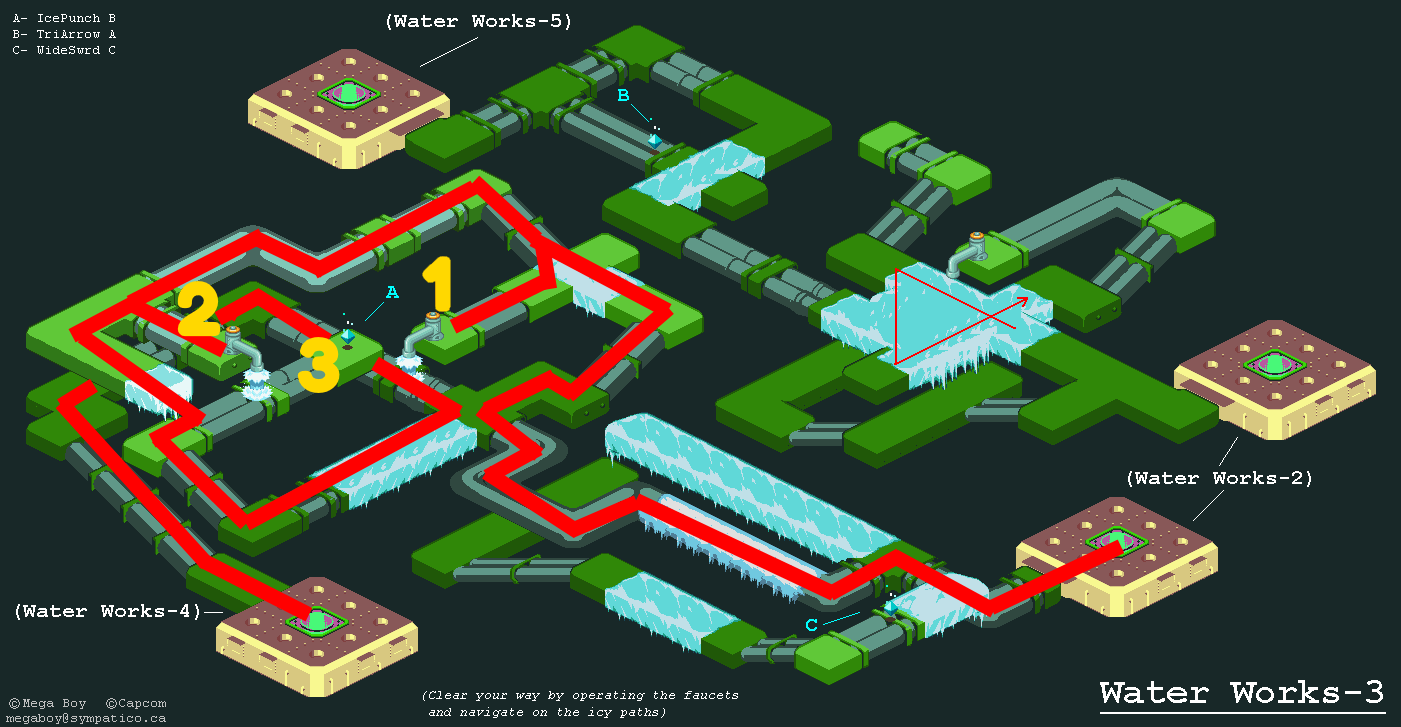 A- IcePunch B
B- TriArrow A
C- WideSwrd C
(Water Works-5)
B
A
1
2
3
(Water Works-2)
(Water Works-4)
C
(Clear your way by operating the faucets
and navigate on the icy paths)
Water Works-3
©Mega Boy ©Capcom
megaboy@sympatico.ca